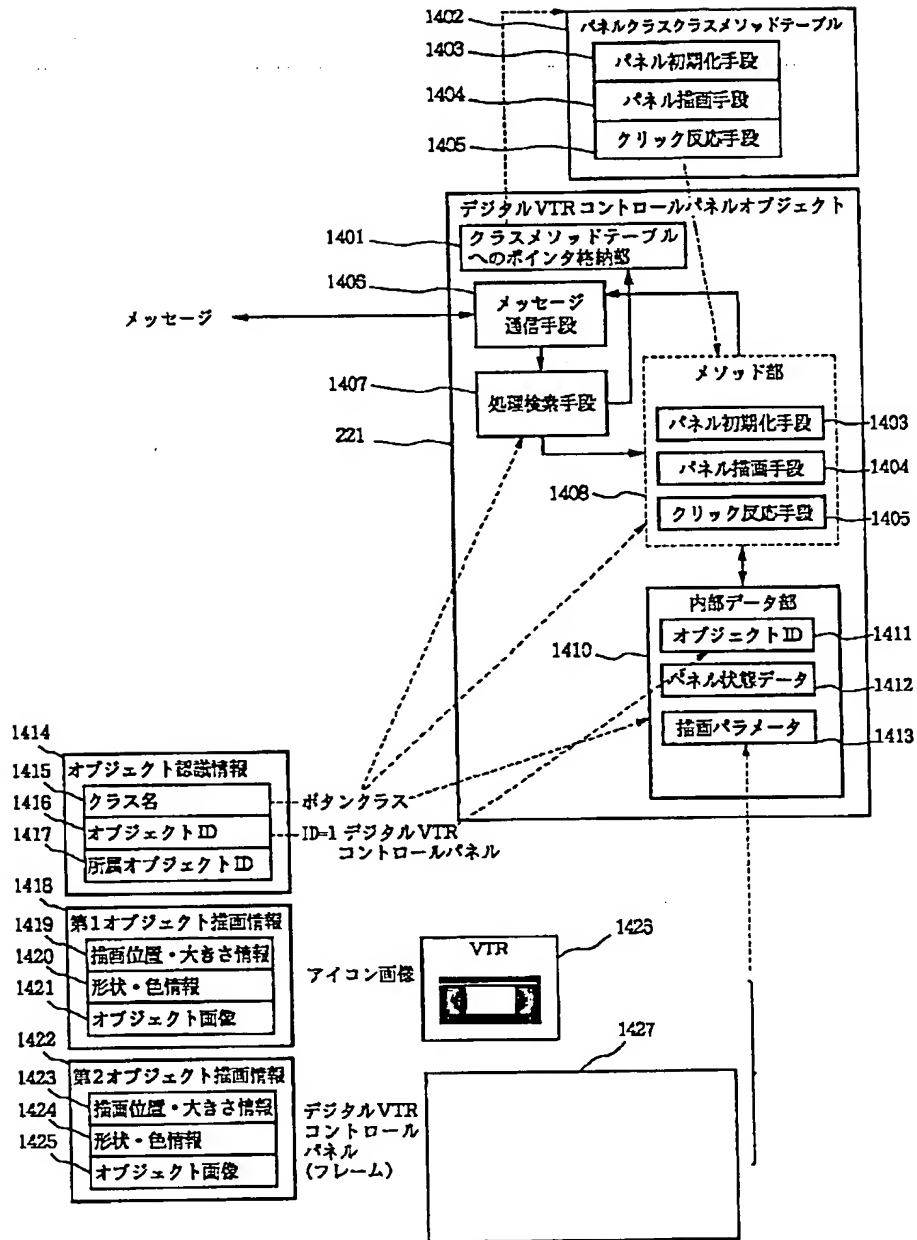 1402
パネルクラスクラスメソッドテーブル
1403
パネル初期化手段
1404
パネル描画手段
1405
クリック反応手段
デジタルVTRコントロールパネルオブジェクト
1401
クラスメソッドテーブル
へのポインタ格納部
1406
メッセージ
メッセージ
通信手段
1407
処理検索手段
221
メソッド部
パネル初期化手段
1403
パネル描画手段
1404
1408
クリック反応手段
1405
内部データ部
1410
オブジェクトID
1411
パネル状態データ
1412
描画パラメータ
1413
1414
オブジェクト認識情報
1415
クラス名
ボタンクラス
1416
オブジェクトID
ID=1 デジタルVTR
コントロールパネル
1417
所属オブジェクトID
1418
第1オブジェクト描画情報
1419
描画位置・大きさ情報
1420
形状・色情報
1421
オブジェクト画像
アイコン画像
VTR
1426
1422
第2オブジェクト描画情報
1423
描画位置・大きさ情報
1424
形状・色情報
1425
オブジェクト画像
デジタルVTR
コントロール
パネル
(フレーム)
1427